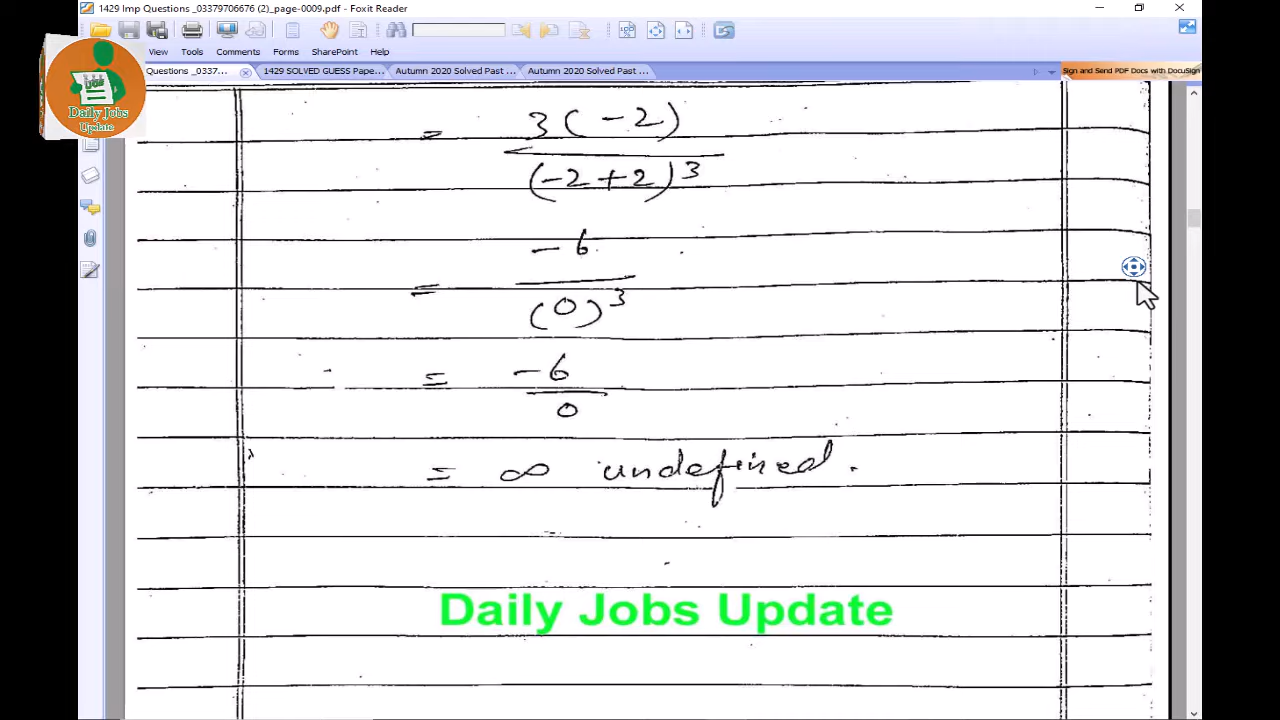 1429 Imp Questions _03379706676 (2)_page-0009.pdf - Foxit Reader
View Tools Comments Forms SharePoint Help
Questions _0337... 1429 SOLVED GUESS Pape... Autumn 2020 Solved Past ... Autumn 2020 Solved Past ... Sign and Send PDF Docs with DocuSign
JOBS
Daily Jobs
Update
= 3(-2)
(-2+2)^3
= -6
(0)^3
= -6
0
= ∞ undefined.
Daily Jobs Update